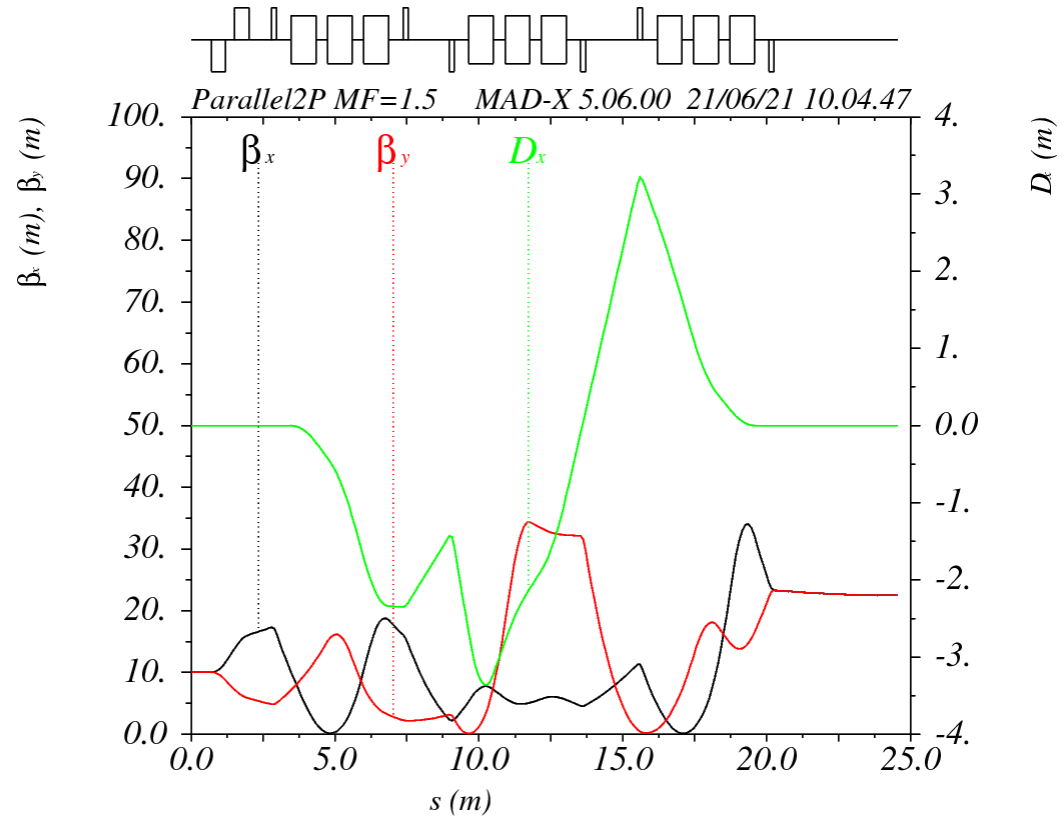 Parallel2P MF=1.5 MAD-X 5.06.00 21/06/21 10.04.47
βx (m), βy (m)
100.
90.
80.
70.
60.
50.
40.
30.
20.
10.
0.0
βx
βy
Dx
4.
3.
2.
1.
0.0
-1.
-2.
-3.
-4.
Dx (m)
0.0 5.0 10.0 15.0 20.0 25.0
s (m)